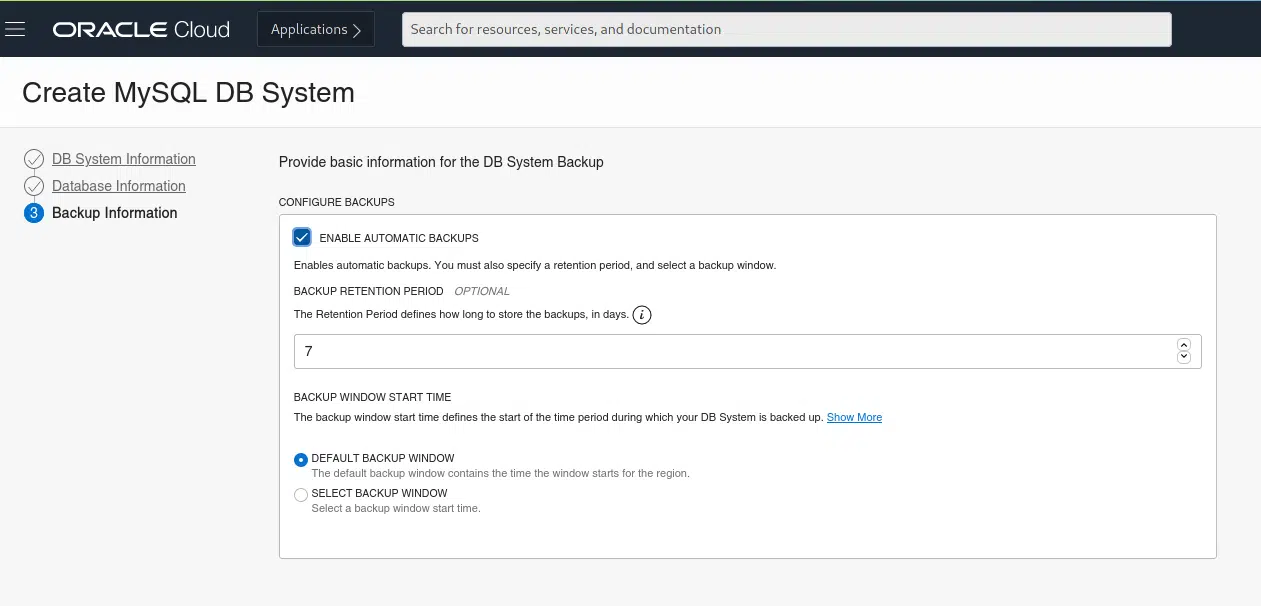 ORACLE Cloud
Applications
Search for resources, services, and documentation
Create MySQL DB System
DB System Information
Database Information
3 Backup Information
Provide basic information for the DB System Backup
CONFIGURE BACKUPS
ENABLE AUTOMATIC BACKUPS
Enables automatic backups. You must also specify a retention period, and select a backup window.
BACKUP RETENTION PERIOD OPTIONAL
The Retention Period defines how long to store the backups, in days. i
7
BACKUP WINDOW START TIME
The backup window start time defines the start of the time period during which your DB System is backed up. Show More
DEFAULT BACKUP WINDOW
The default backup window contains the time the window starts for the region.
SELECT BACKUP WINDOW
Select a backup window start time.